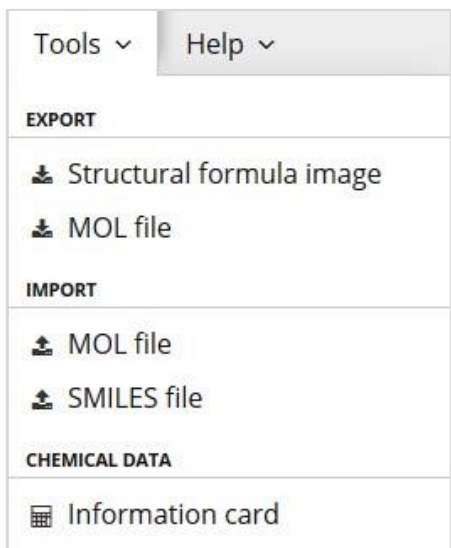 Tools Help
EXPORT
Structural formula image
MOL file
IMPORT
MOL file
SMILES file
CHEMICAL DATA
Information card